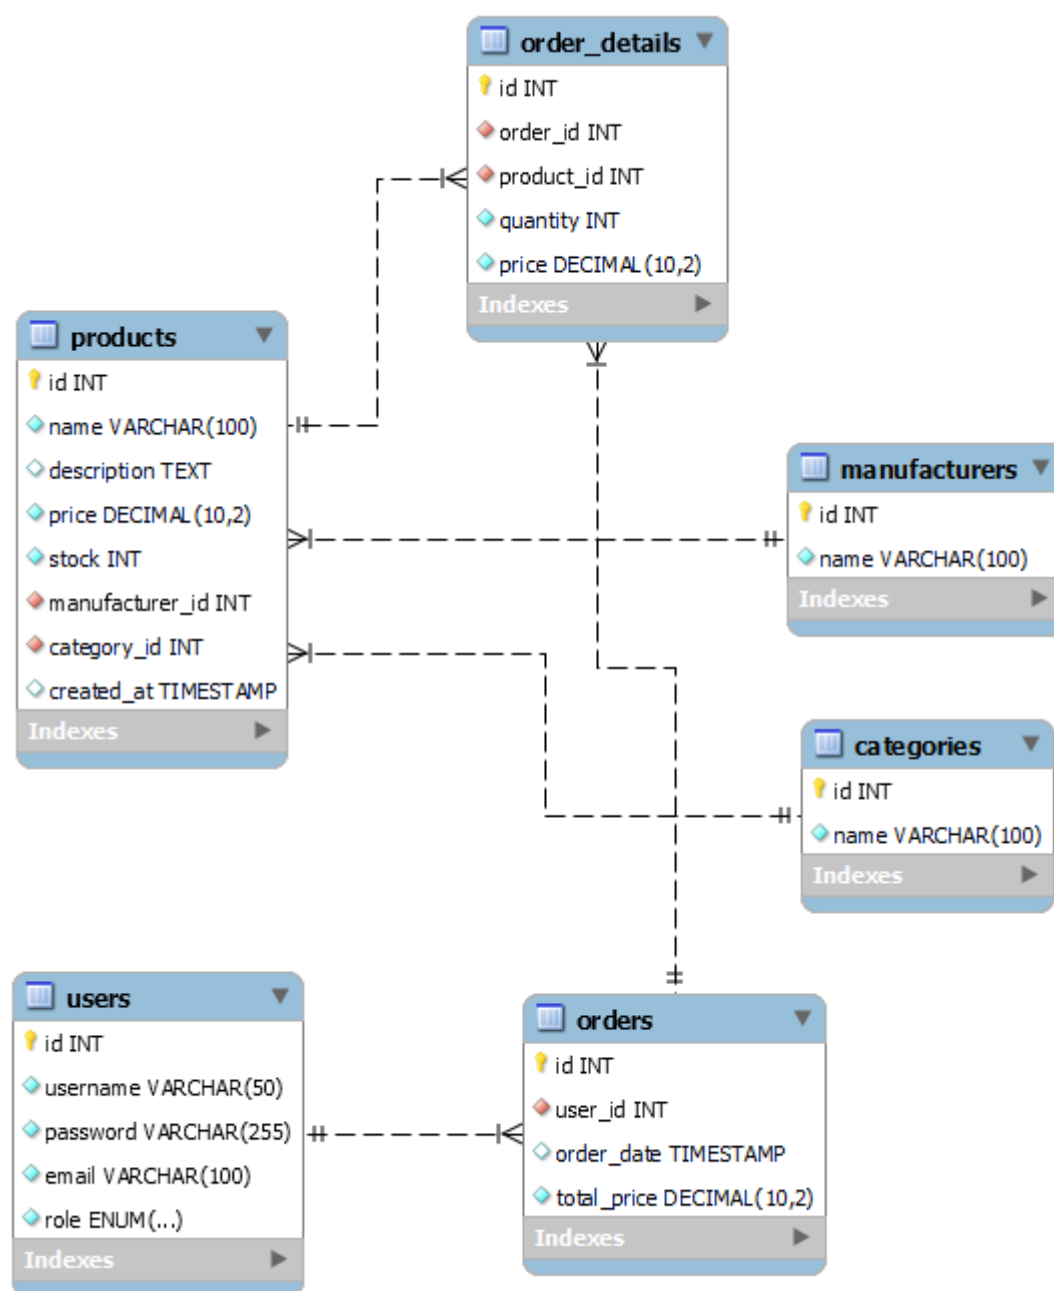 order_details
id INT
order_id INT
product_id INT
quantity INT
price DECIMAL(10,2)
Indexes
products
id INT
name VARCHAR(100)
description TEXT
price DECIMAL(10,2)
stock INT
manufacturer_id INT
category_id INT
created_at TIMESTAMP
Indexes
manufacturers
id INT
name VARCHAR(100)
Indexes
categories
id INT
name VARCHAR(100)
Indexes
users
id INT
username VARCHAR(50)
password VARCHAR(255)
email VARCHAR(100)
role ENUM(...)
Indexes
orders
id INT
user_id INT
order_date TIMESTAMP
total_price DECIMAL(10,2)
Indexes